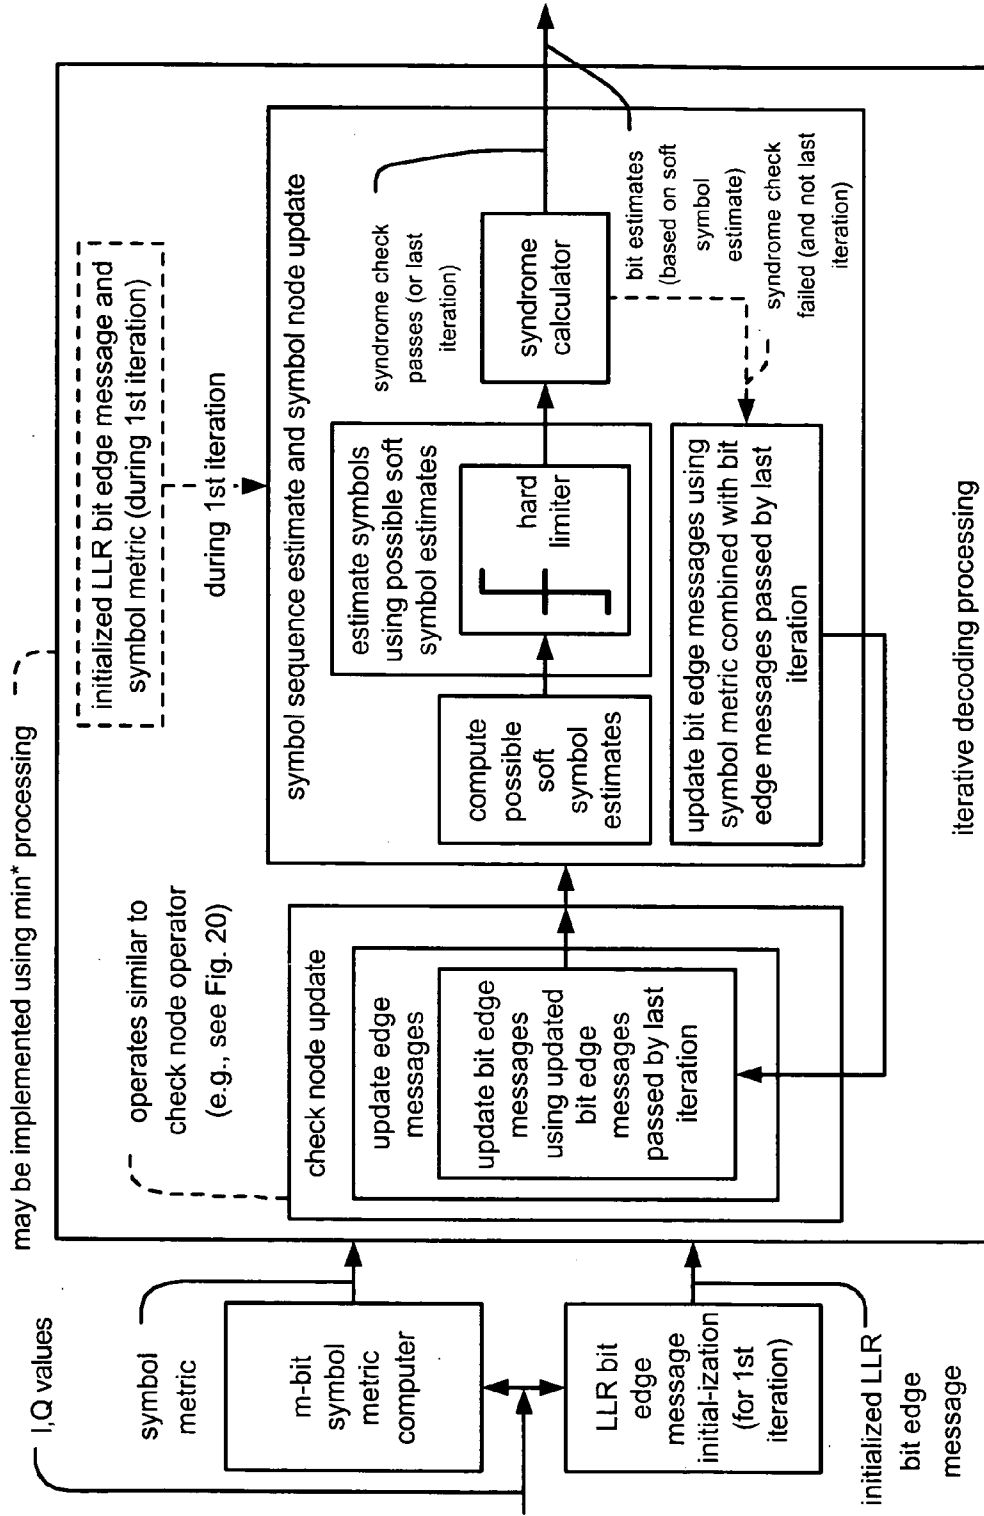 may be implemented using min* processing
initialized LLR bit edge message and
symbol metric (during 1st iteration)
during 1st iteration
operates similar to
check node operator
(e.g., see Fig. 20)
I,Q values
symbol
metric
m-bit
symbol
metric
computer
LLR bit
edge
message
initial-ization
(for 1st
iteration)
initialized LLR
bit edge
message
check node update
update edge
messages
update bit edge
messages
using updated
bit edge
messages
passed by last
iteration
symbol sequence estimate and symbol node update
compute
possible
soft
symbol
estimates
estimate symbols
using possible soft
symbol estimates
hard
limiter
syndrome check
passes (or last
iteration)
syndrome
calculator
bit estimates
(based on soft
symbol
estimate)
syndrome check
failed (and not last
iteration)
update bit edge messages using
symbol metric combined with bit
edge messages passed by last
iteration
iterative decoding processing